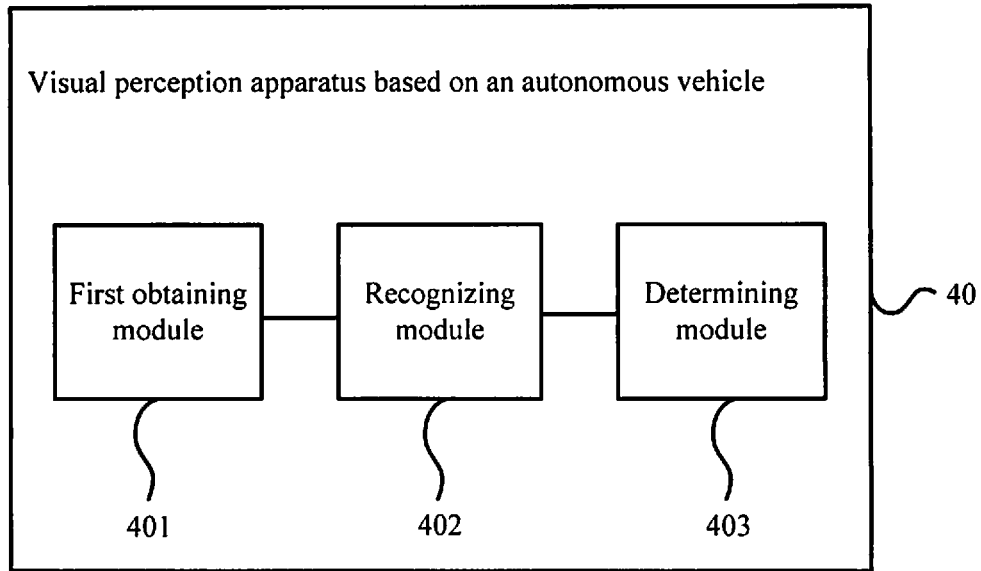 Visual perception apparatus based on an autonomous vehicle
First obtaining
module
Recognizing
module
Determining
module
40
401
402
403